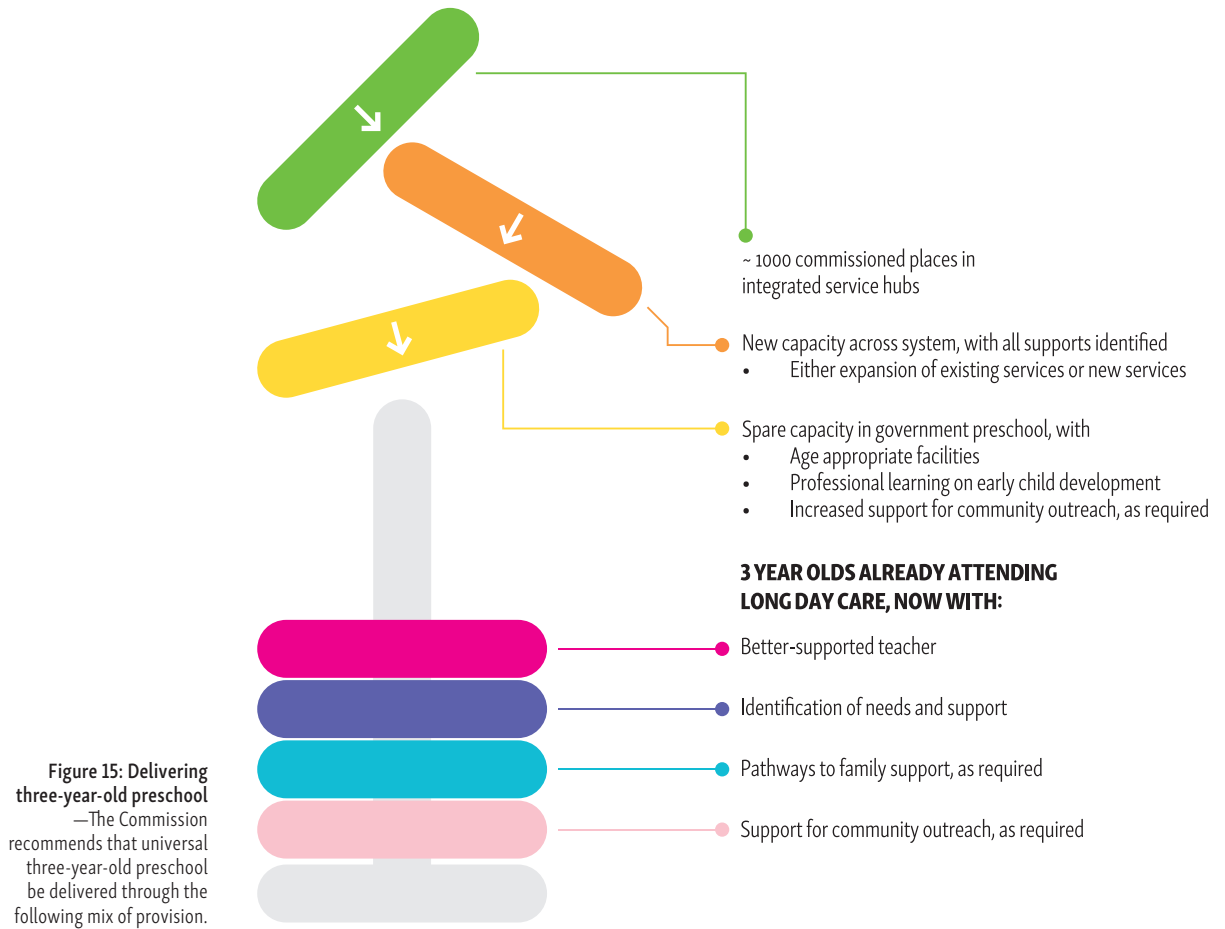 ~ 1000 commissioned places in
integrated service hubs
New capacity across system, with all supports identified
• Either expansion of existing services or new services
Spare capacity in government preschool, with
• Age appropriate facilities
• Professional learning on early child development
• Increased support for community outreach, as required
3 YEAR OLDS ALREADY ATTENDING
LONG DAY CARE, NOW WITH:
Better-supported teacher
Identification of needs and support
Pathways to family support, as required
Support for community outreach, as required
Figure 15: Delivering
three-year-old preschool
—The Commission
recommends that universal
three-year-old preschool
be delivered through the
following mix of provision.